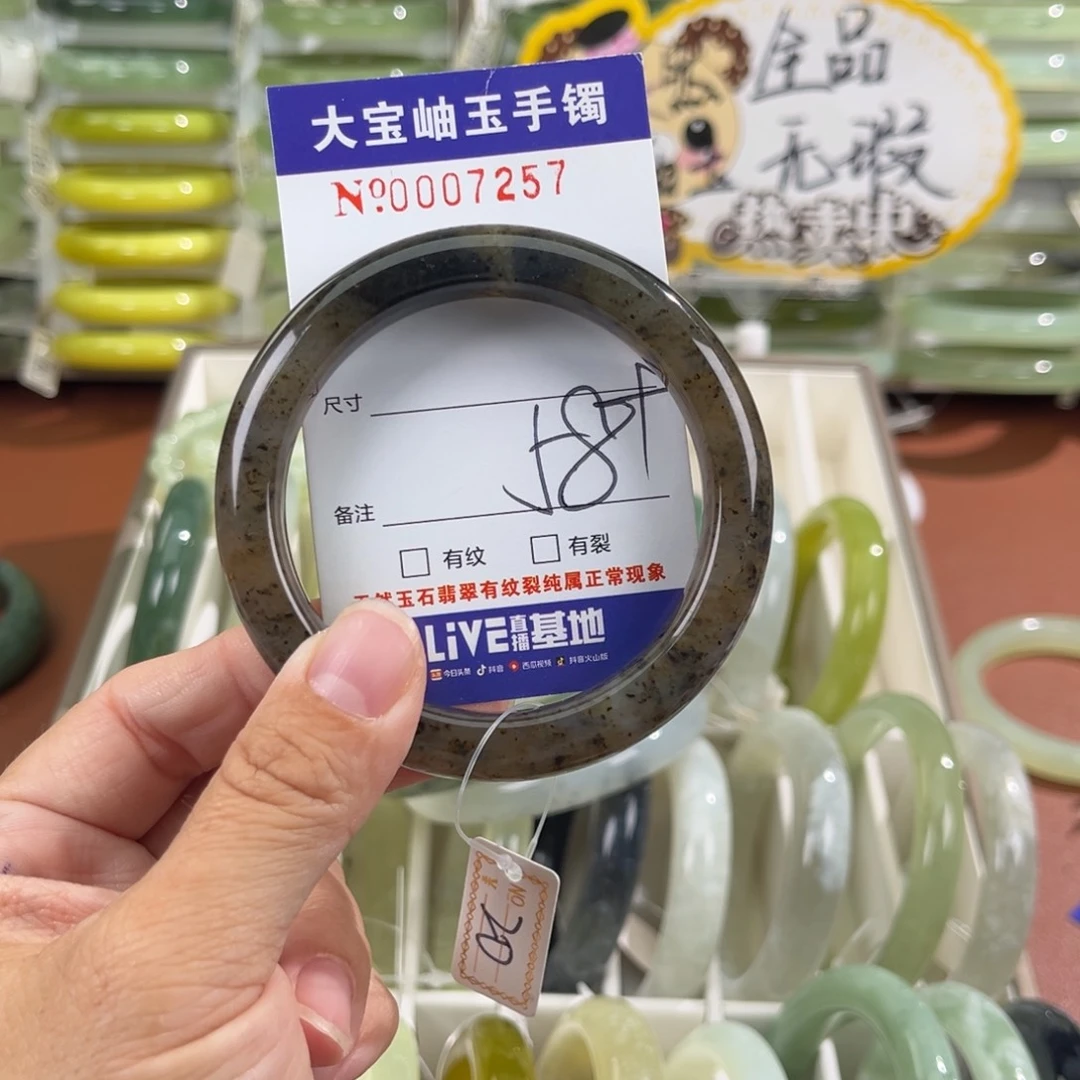 全品
无瑕
大宝岫玉手镯
№0007257
尺寸
58
备注
有纹
有裂
天然玉石翡翠有纹裂纯属正常现象
LiVE直播基地
今日头条 抖音 西瓜视频 抖音火山版
NO